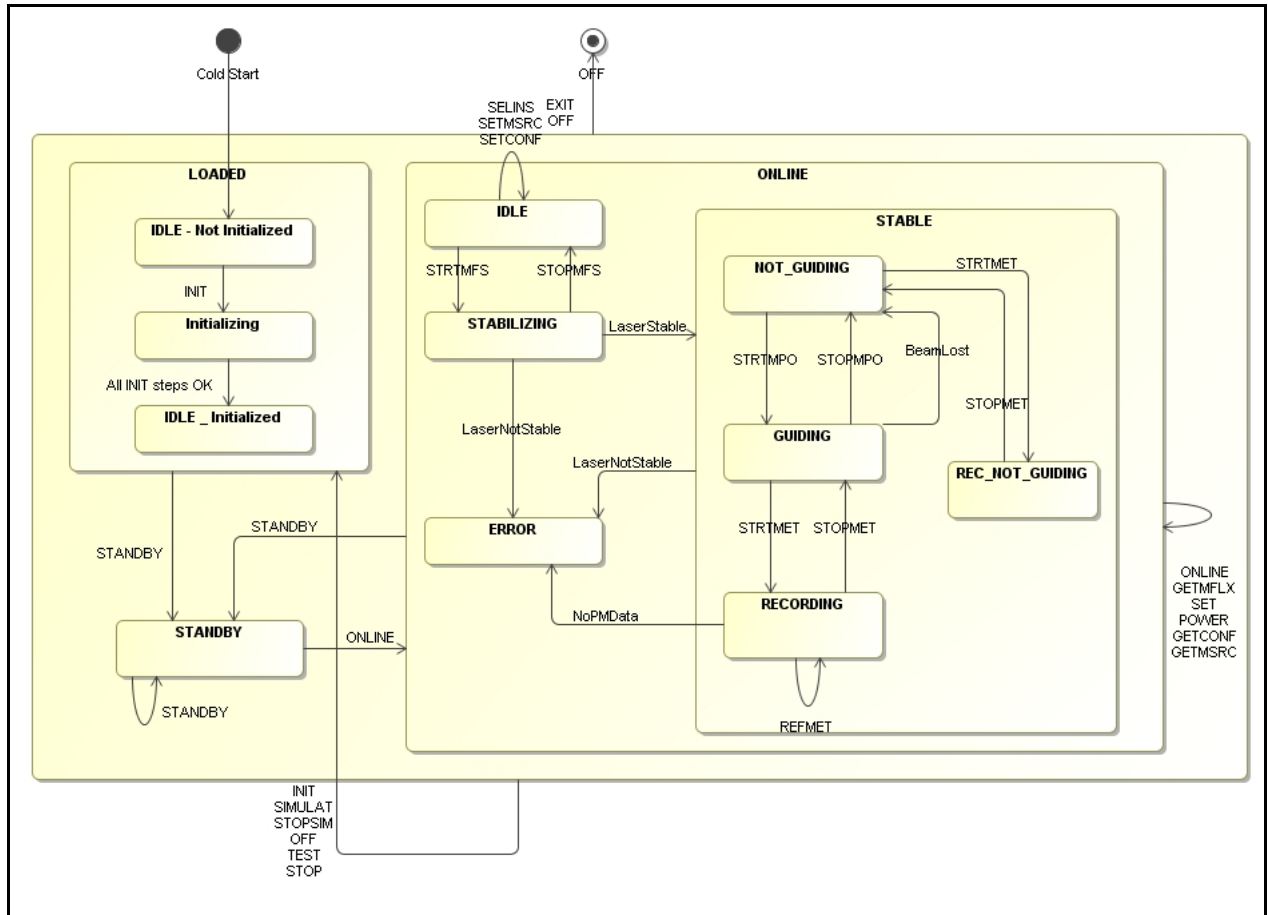 Cold Start
OFF
SELINS
SETMSRC
SETCONF
EXIT
OFF
LOADED
IDLE - Not Initialized
INIT
Initializing
All INIT steps OK
IDLE _ Initialized
ONLINE
IDLE
STRTMFS
STOPMFS
STABILIZING
LaserStable
LaserNotStable
LaserNotStable
ERROR
STABLE
NOT_GUIDING
STRTMET
STRTMPO
STOPMPO
BeamLost
STOPMET
GUIDING
REC_NOT_GUIDING
STRTMET
STOPMET
RECORDING
NoPMData
REFMET
STANDBY
STANDBY
STANDBY
ONLINE
STANDBY
ONLINE
GETMFLX
SET
POWER
GETCONF
GETMSRC
INIT
SIMULAT
STOPSIM
OFF
TEST
STOP